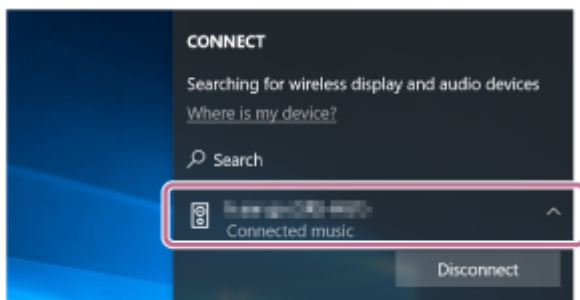 CONNECT
Searching for wireless display and audio devices
Where is my device?
Search
Connected music
Disconnect